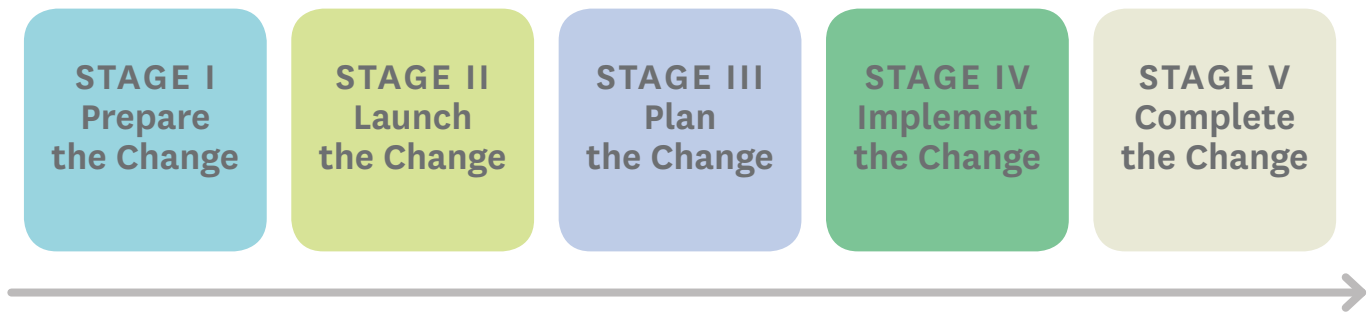 STAGE I
Prepare
the Change
STAGE II
Launch
the Change
STAGE III
Plan
the Change
STAGE IV
Implement
the Change
STAGE V
Complete
the Change